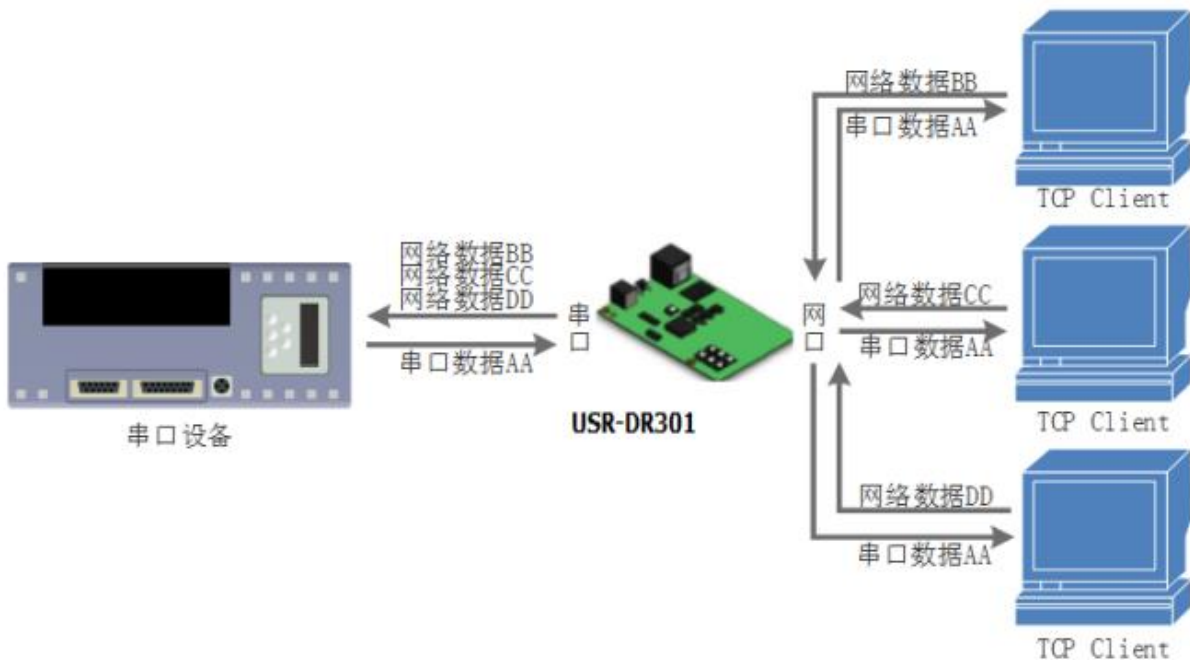 网络数据BB
串口数据AA
TCP Client
网络数据BB
网络数据CC
网络数据DD
串口数据AA
串口
网口
网络数据CC
串口数据AA
串口设备
USR-DR301
TCP Client
网络数据DD
串口数据AA
TCP Client